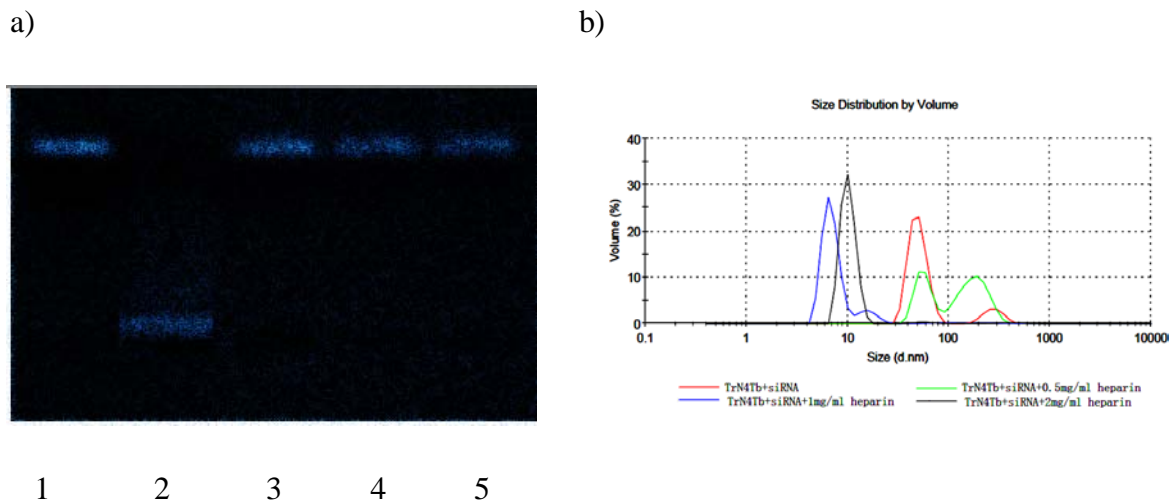 a)
b)
Size Distribution by Volume
40
30
20
10
0
Volume (%)
0.1 1 10 100 1000 10000
Size (d.nm)
TrN4Tb+siRNA TrN4Tb+siRNA+0.5mg/ml heparin
TrN4Tb+siRNA+1mg/ml heparin TrN4Tb+siRNA+2mg/ml heparin
1 2 3 4 5